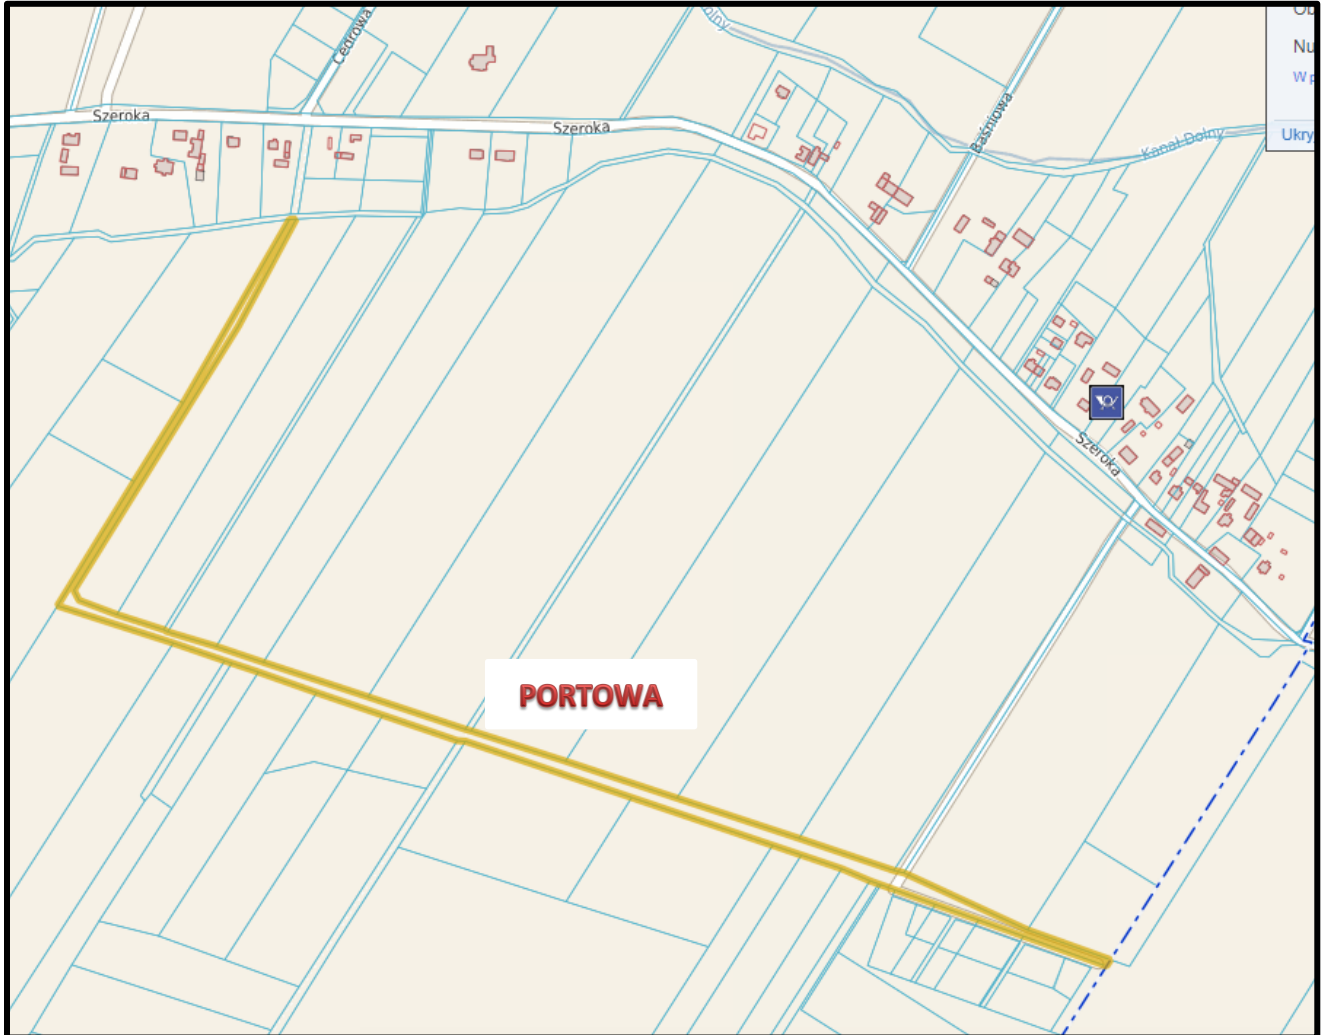 Cedrowa
Szeroka
Szeroka
Baśniowa
Kanał Dolny
Nu
W p
Ukry
Szeroka
PORTOWA